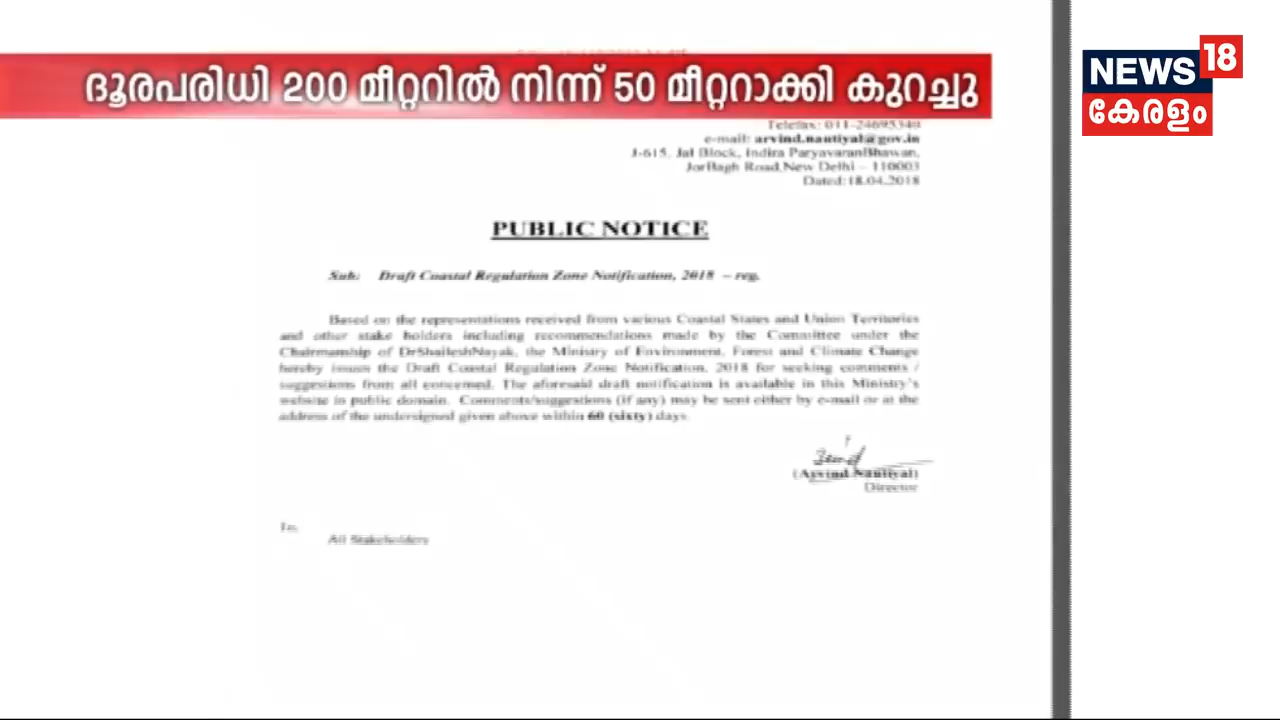 ദൂരപരിധി 200 മീറ്ററിൽ നിന്ന് 50 മീറ്ററാക്കി കുറച്ചു
NEWS 18
കേരളം
Telefax: 011-24695340
e-mail: arvind.nautiyal@gov.in
J-615, Jal Block, Indira ParyavaranBhawan,
JorBagh Road,New Delhi – 110003
Dated:18.04.2018
PUBLIC NOTICE
Sub: Draft Coastal Regulation Zone Notification, 2018 – reg.
Based on the representations received from various Coastal States and Union Territories
and other stake holders including recommendations made by the Committee under the
Chairmanship of DrShaileshNayak, the Ministry of Environment, Forest and Climate Change
hereby issues the Draft Coastal Regulation Zone Notification, 2018 for seeking comments /
suggestions from all concerned. The aforesaid draft notification is available in this Ministry's
website in public domain. Comments/suggestions (if any) may be sent either by e-mail or at the
address of the undersigned given above within 60 (sixty) days.
(Arvind Nautiyal)
Director
To,
All Stakeholders